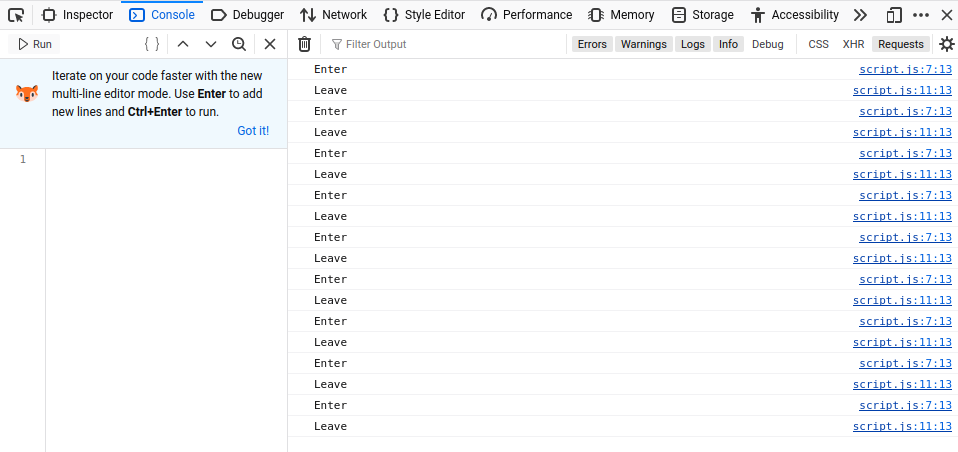 Inspector Console Debugger Network Style Editor Performance Memory Storage Accessibility
Run
Filter Output
Errors Warnings Logs Info Debug CSS XHR Requests
Iterate on your code faster with the new
multi-line editor mode. Use Enter to add
new lines and Ctrl+Enter to run.
Got it!
1
Enter script.js:7:13
Leave script.js:11:13
Enter script.js:7:13
Leave script.js:11:13
Enter script.js:7:13
Leave script.js:11:13
Enter script.js:7:13
Leave script.js:11:13
Enter script.js:7:13
Leave script.js:11:13
Enter script.js:7:13
Leave script.js:11:13
Enter script.js:7:13
Leave script.js:11:13
Enter script.js:7:13
Leave script.js:11:13
Enter script.js:7:13
Leave script.js:11:13